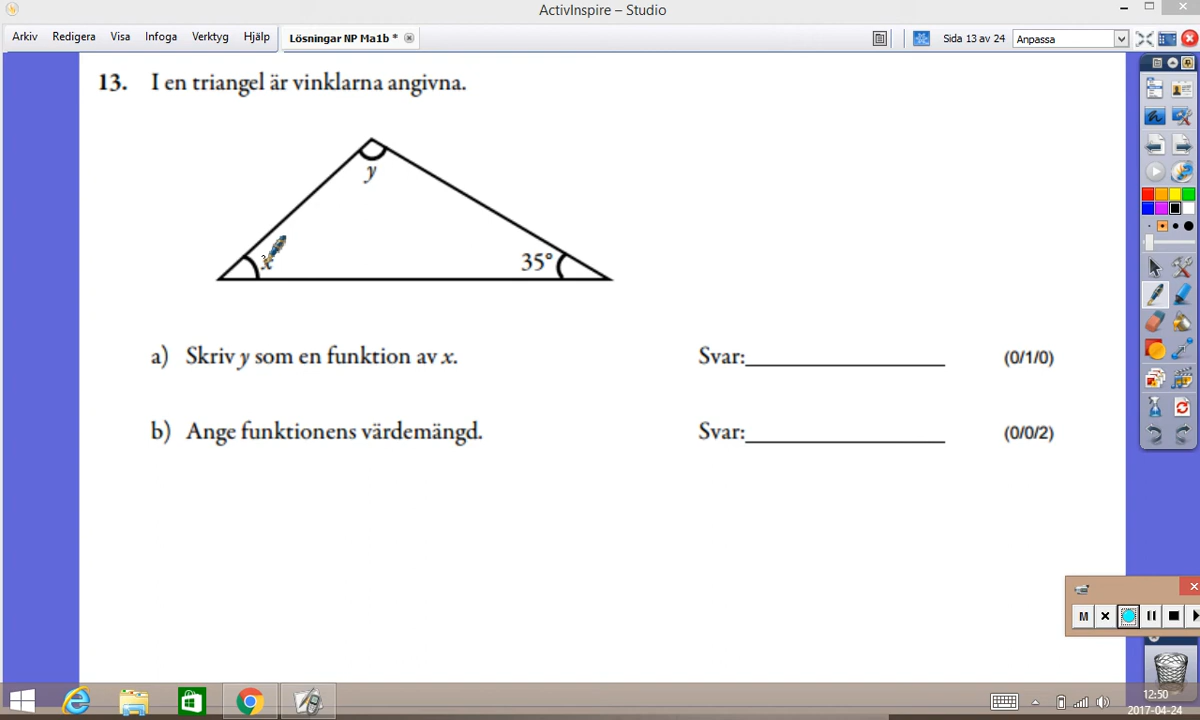 ActivInspire – Studio
Arkiv Redigera Visa Infoga Verktyg Hjälp Lösningar NP Ma1b * Sida 13 av 24 Anpassa
13. I en triangel är vinklarna angivna.
y
x 35°
a) Skriv y som en funktion av x. Svar:____________________ (0/1/0)
b) Ange funktionens värdemängd. Svar:____________________ (0/0/2)
M
12:50
2017-04-24